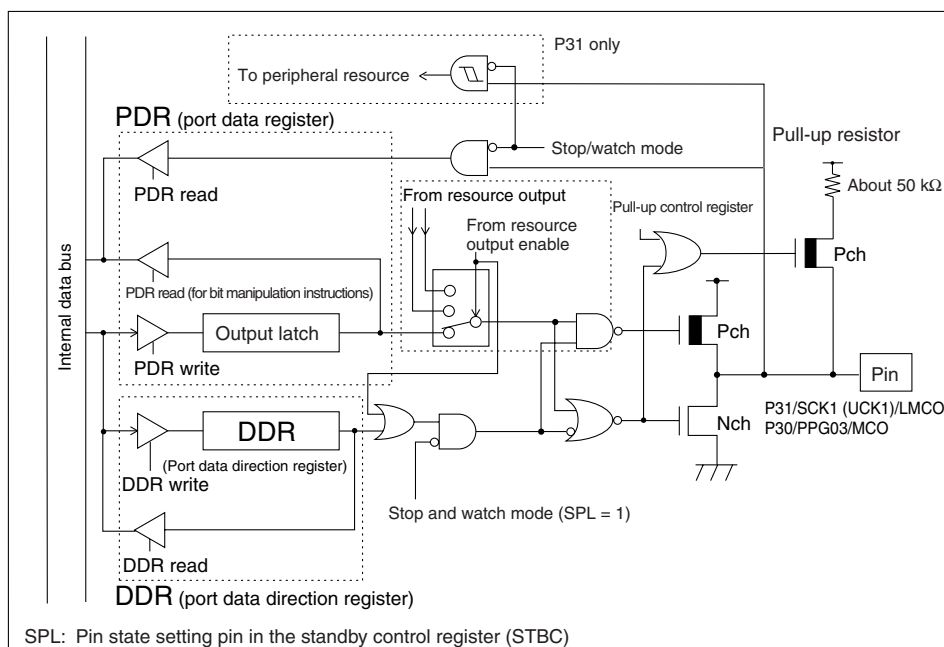 P31 only
To peripheral resource
PDR (port data register)
Pull-up resistor
Stop/watch mode
About 50 kΩ
PDR read
From resource output
Pull-up control register
From resource
output enable
Pch
Internal data bus
PDR read (for bit manipulation instructions)
Output latch
Pch
PDR write
Pin
P31/SCK1 (UCK1)/LMCO
P30/PPG03/MCO
DDR
Nch
(Port data direction register)
DDR write
Stop and watch mode (SPL = 1)
DDR read
DDR (port data direction register)
SPL: Pin state setting pin in the standby control register (STBC)